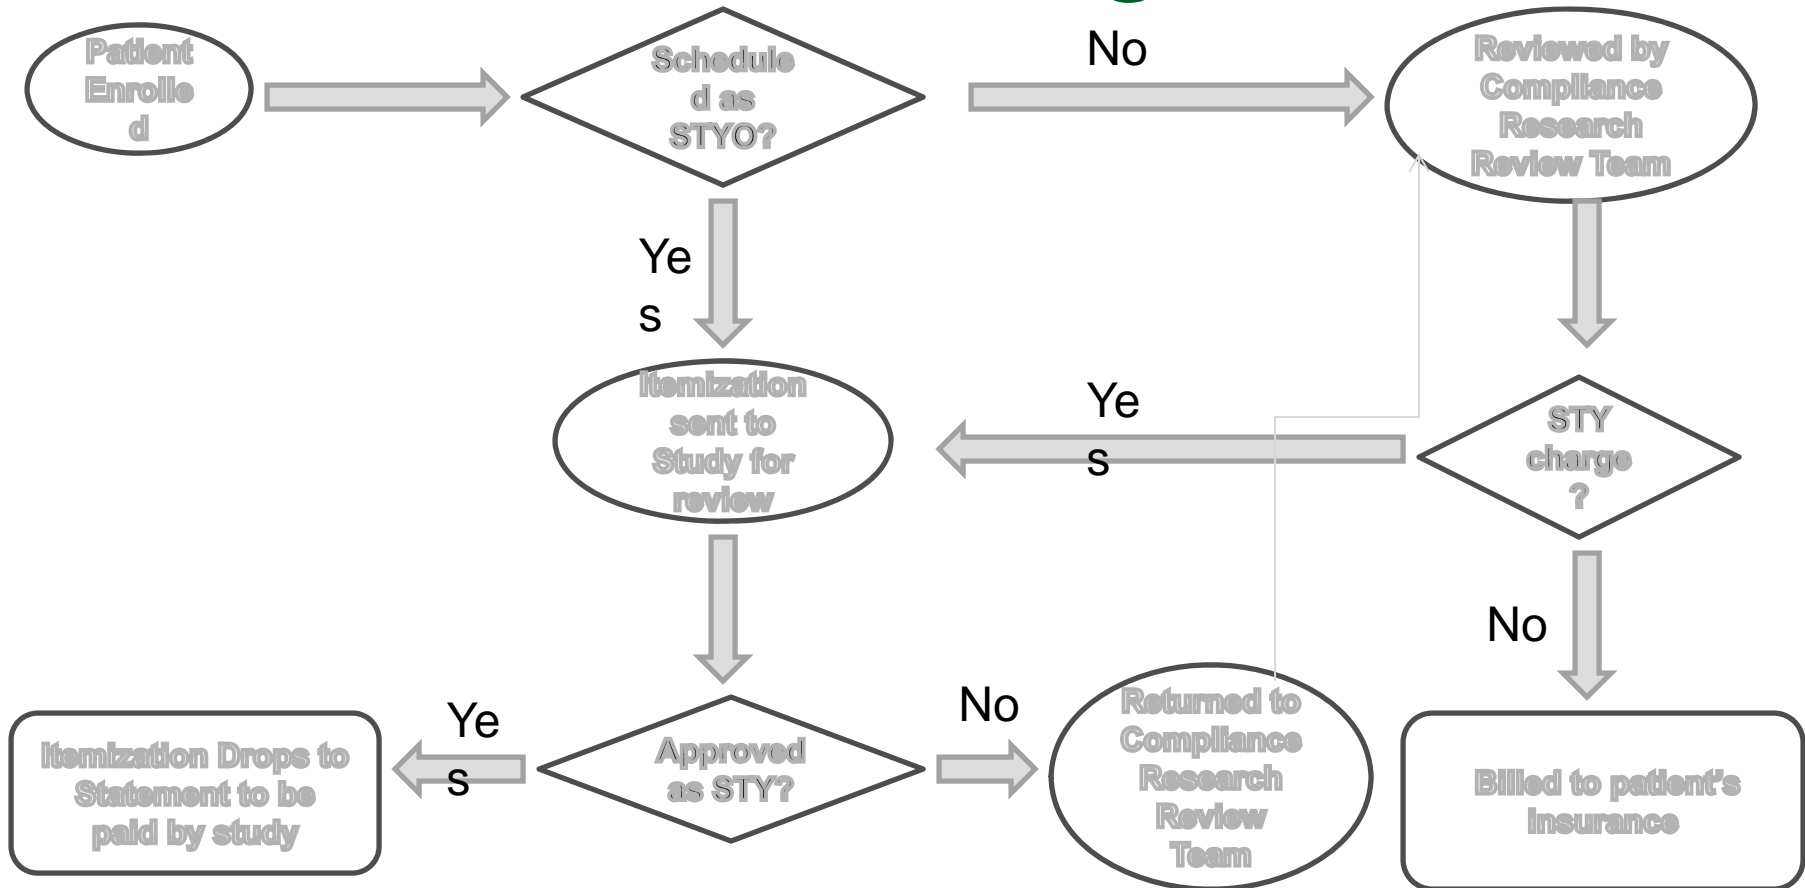 Patient
Enrolle
d
Schedule
d as
STYO?
No
Reviewed by
Compliance
Research
Review Team
Ye
s
Itemization
sent to
Study for
review
Ye
s
STY
charge
?
No
Itemization Drops to
Statement to be
paid by study
Ye
s
Approved
as STY?
No
Returned to
Compliance
Research
Review
Team
Billed to patient's
insurance